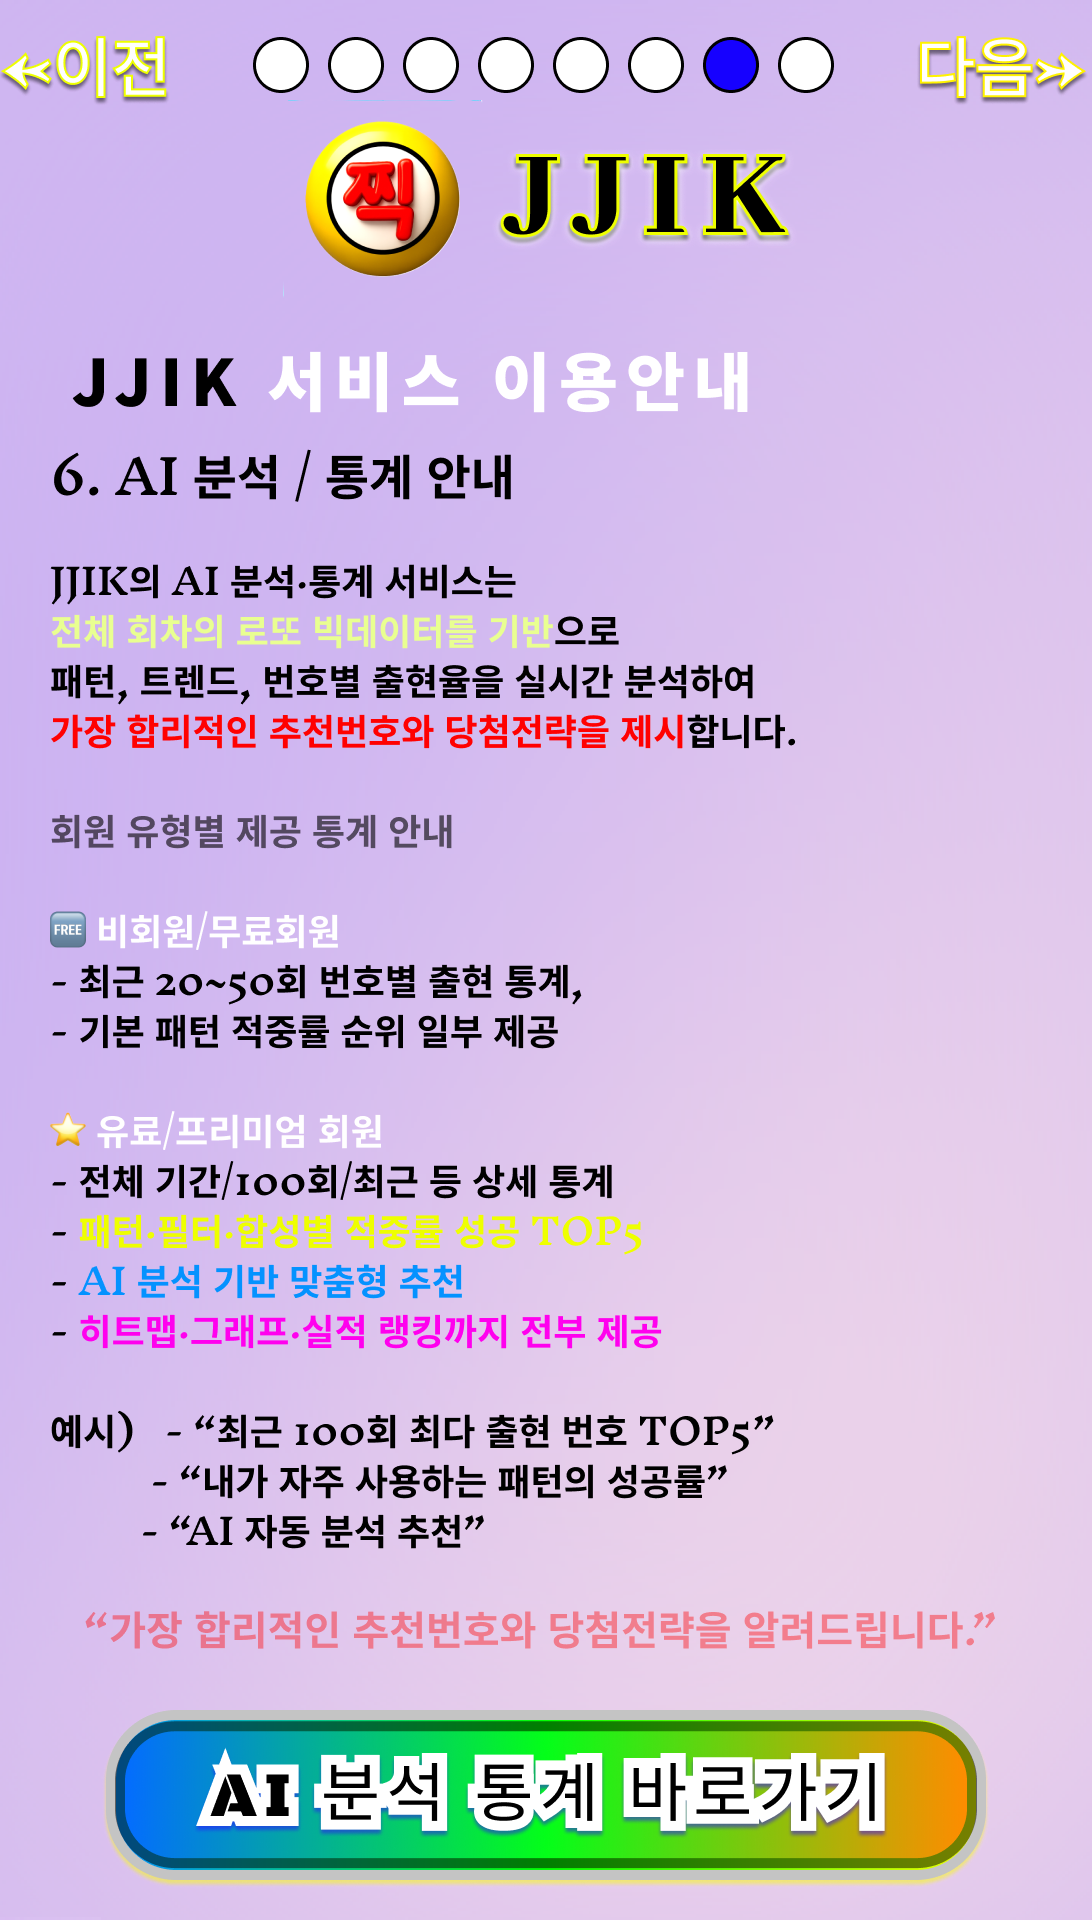 이전
다음
찍 JJIK
JJIK 서비스 이용안내
6. AI 분석 / 통계 안내
JJIK의 AI 분석·통계 서비스는
전체 회차의 로또 빅데이터를 기반으로
패턴, 트렌드, 번호별 출현율을 실시간 분석하여
가장 합리적인 추천번호와 당첨전략을 제시합니다.
회원 유형별 제공 통계 안내
FREE 비회원/무료회원
- 최근 20~50회 번호별 출현 통계,
- 기본 패턴 적중률 순위 일부 제공
⭐ 유료/프리미엄 회원
- 전체 기간/100회/최근 등 상세 통계
- 패턴·필터·합성별 적중률 성공 TOP5
- AI 분석 기반 맞춤형 추천
- 히트맵·그래프·실적 랭킹까지 전부 제공
예시) - “최근 100회 최다 출현 번호 TOP5”
- “내가 자주 사용하는 패턴의 성공률”
- “AI 자동 분석 추천”
“가장 합리적인 추천번호와 당첨전략을 알려드립니다.”
AI 분석 통계 바로가기